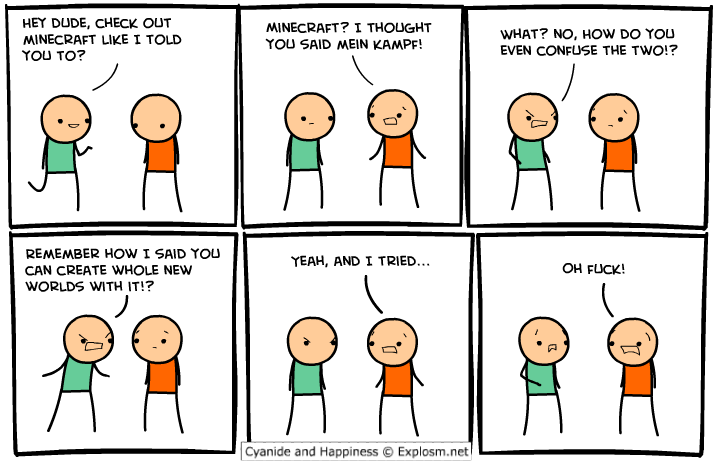 HEY DUDE, CHECK OUT
MINECRAFT LIKE I TOLD
YOU TO?
MINECRAFT? I THOUGHT
YOU SAID MEIN KAMPF!
WHAT? NO, HOW DO YOU
EVEN CONFUSE THE TWO!?
REMEMBER HOW I SAID YOU
CAN CREATE WHOLE NEW
WORLDS WITH IT!?
YEAH, AND I TRIED...
OH FUCK!
Cyanide and Happiness © Explosm.net